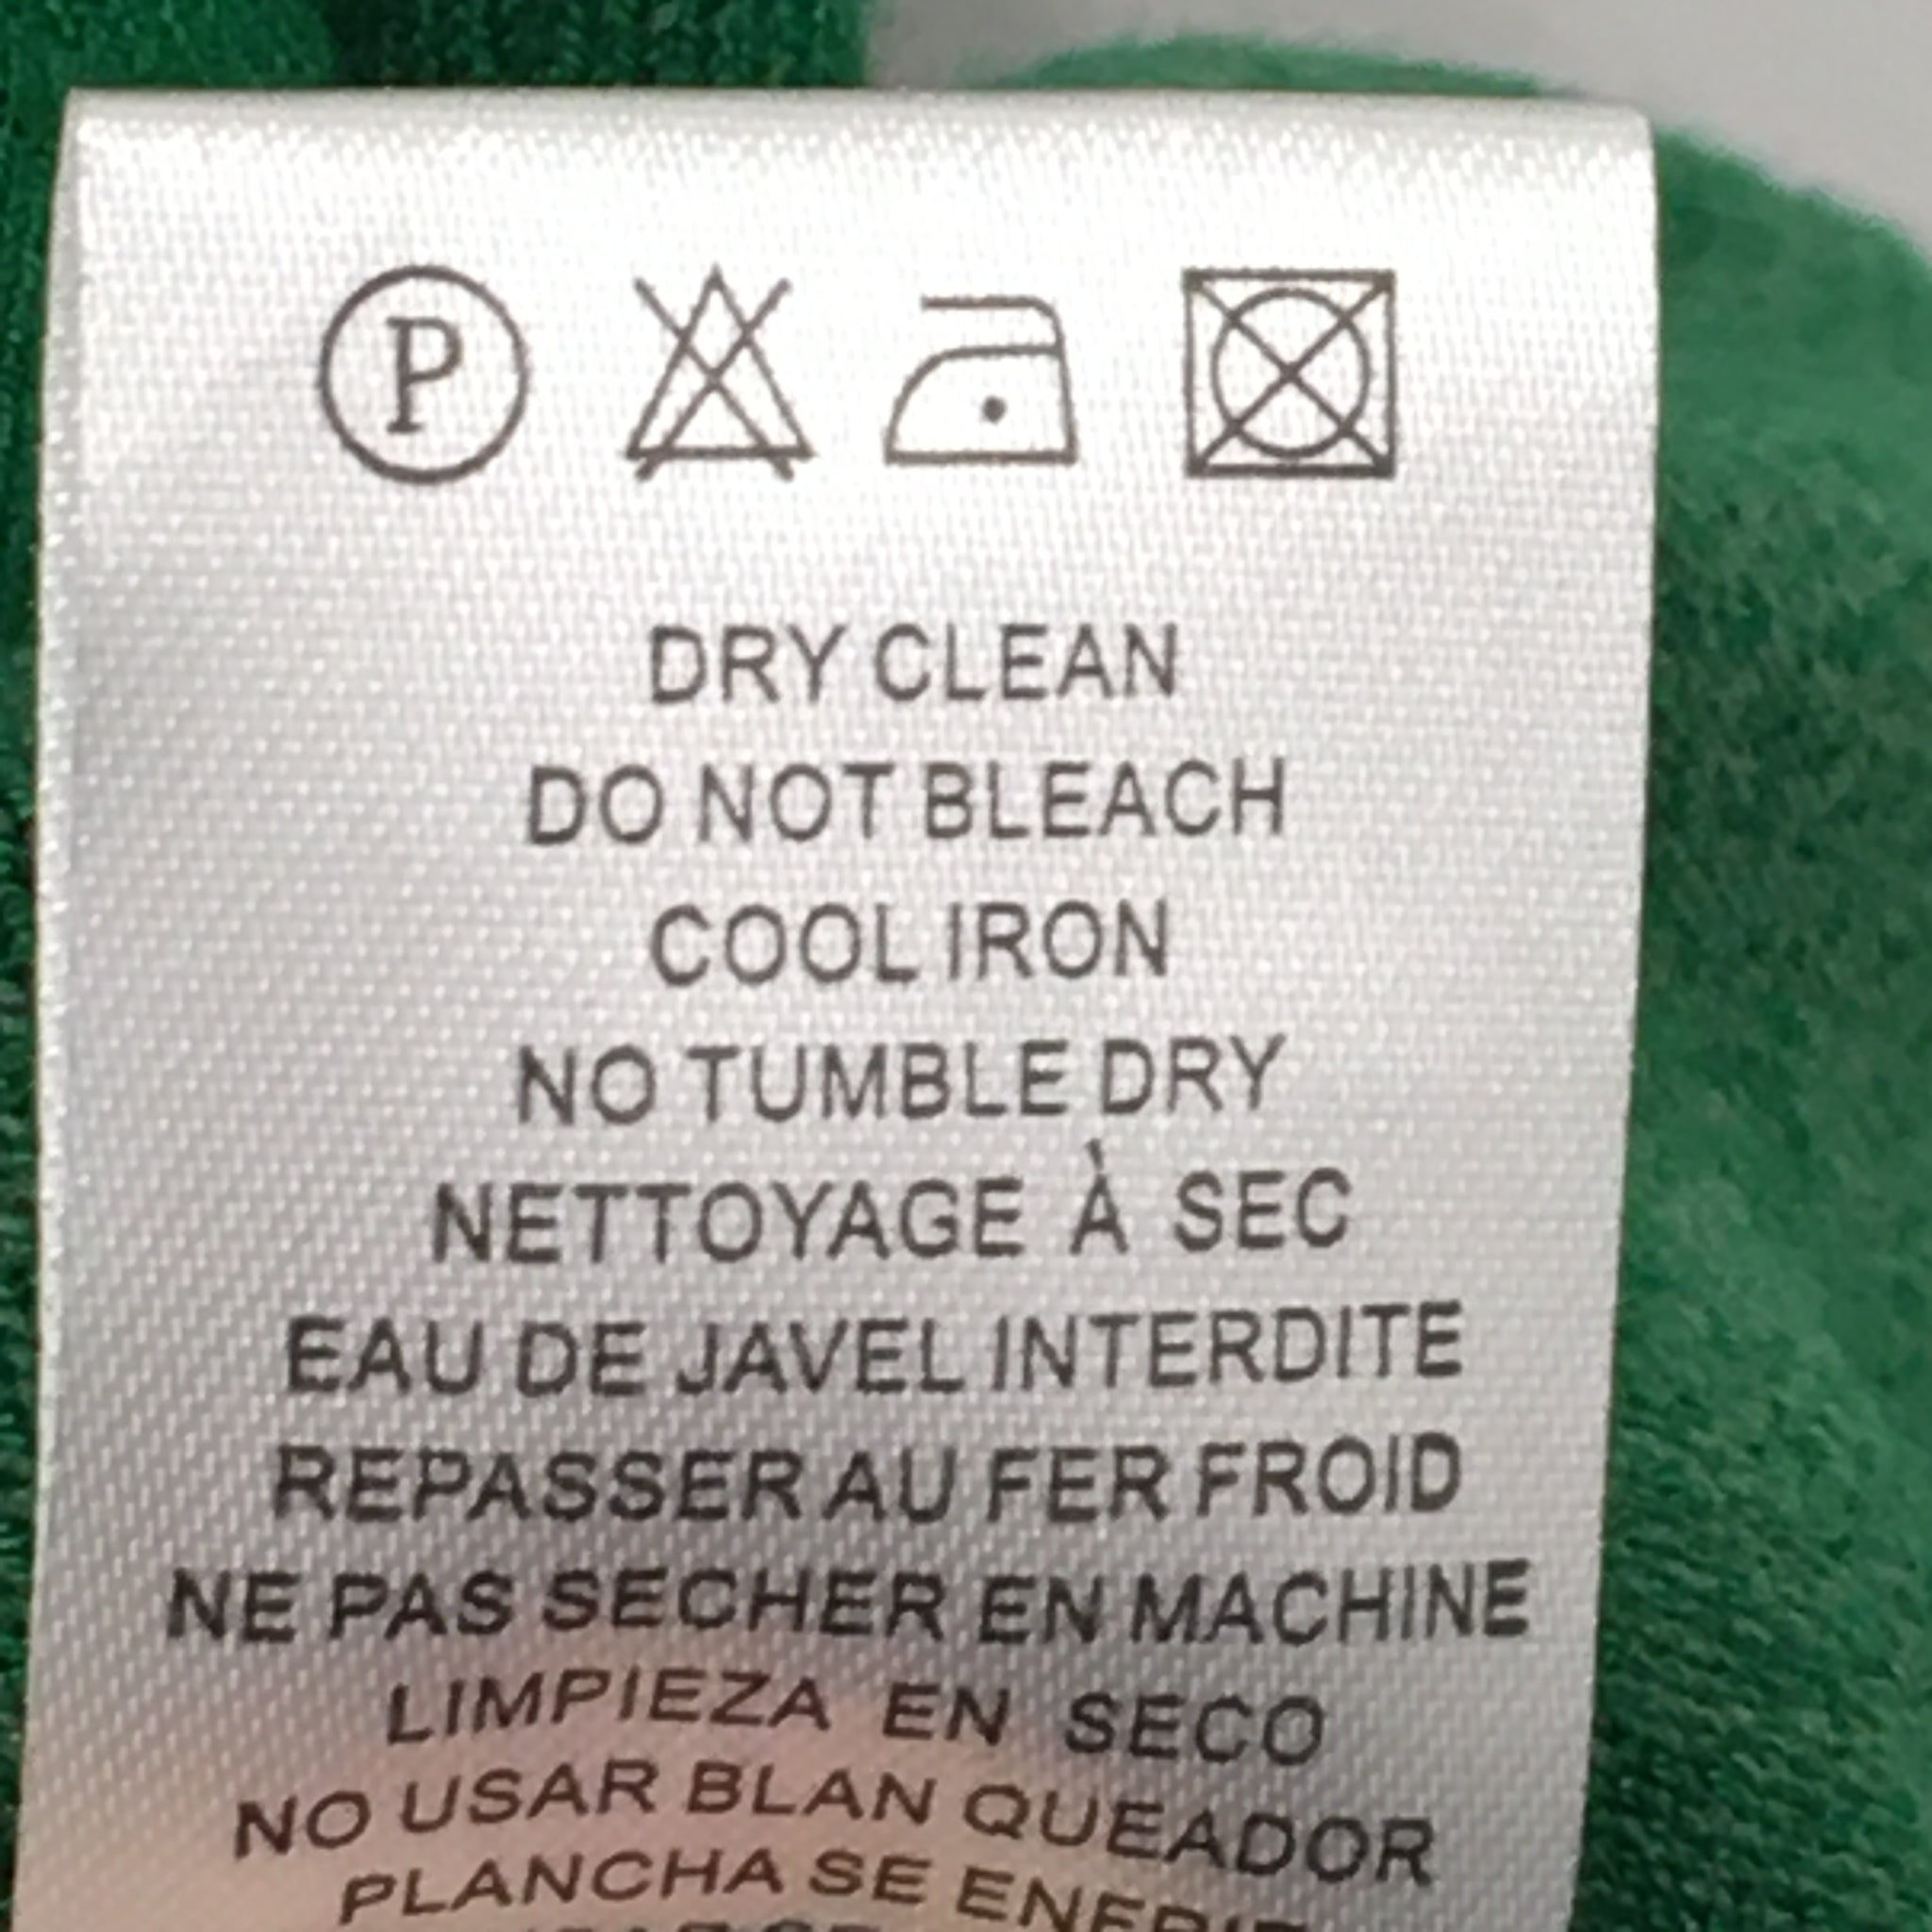 P
DRY CLEAN
DO NOT BLEACH
COOL IRON
NO TUMBLE DRY
NETTOYAGE À SEC
EAU DE JAVEL INTERDITE
REPASSER AU FER FROID
NE PAS SECHER EN MACHINE
LIMPIEZA EN SECO
NO USAR BLAN QUEADOR
PLANCHA SE